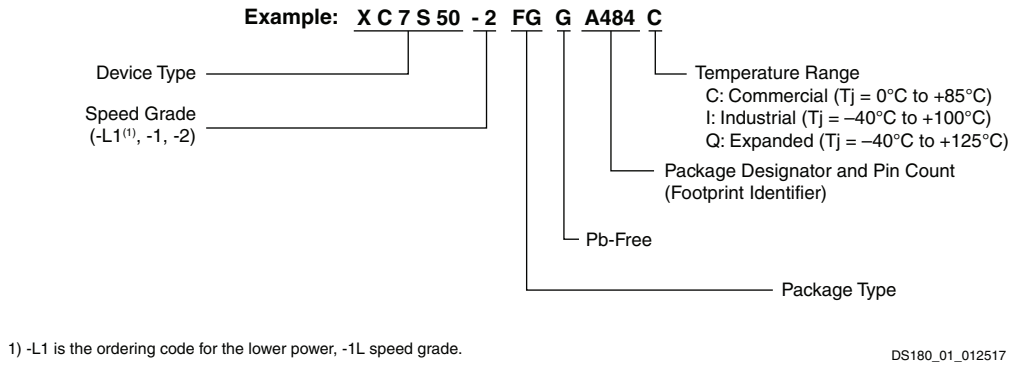 Example: X C 7 S 50 - 2 FG G A484 C
Device Type
Temperature Range
C: Commercial (Tj = 0°C to +85°C)
Speed Grade
I: Industrial (Tj = –40°C to +100°C)
(-L1(1), -1, -2)
Q: Expanded (Tj = –40°C to +125°C)
Package Designator and Pin Count
(Footprint Identifier)
Pb-Free
Package Type
1) -L1 is the ordering code for the lower power, -1L speed grade.
DS180_01_012517